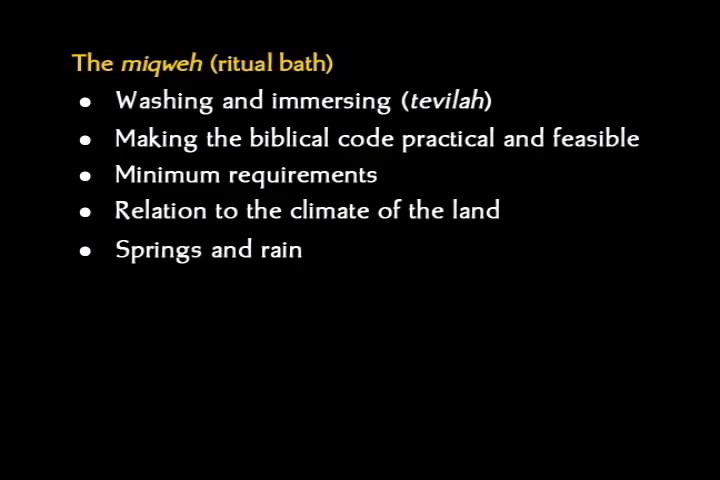 The miqweh (ritual bath)
● Washing and immersing (tevilah)
● Making the biblical code practical and feasible
● Minimum requirements
● Relation to the climate of the land
● Springs and rain